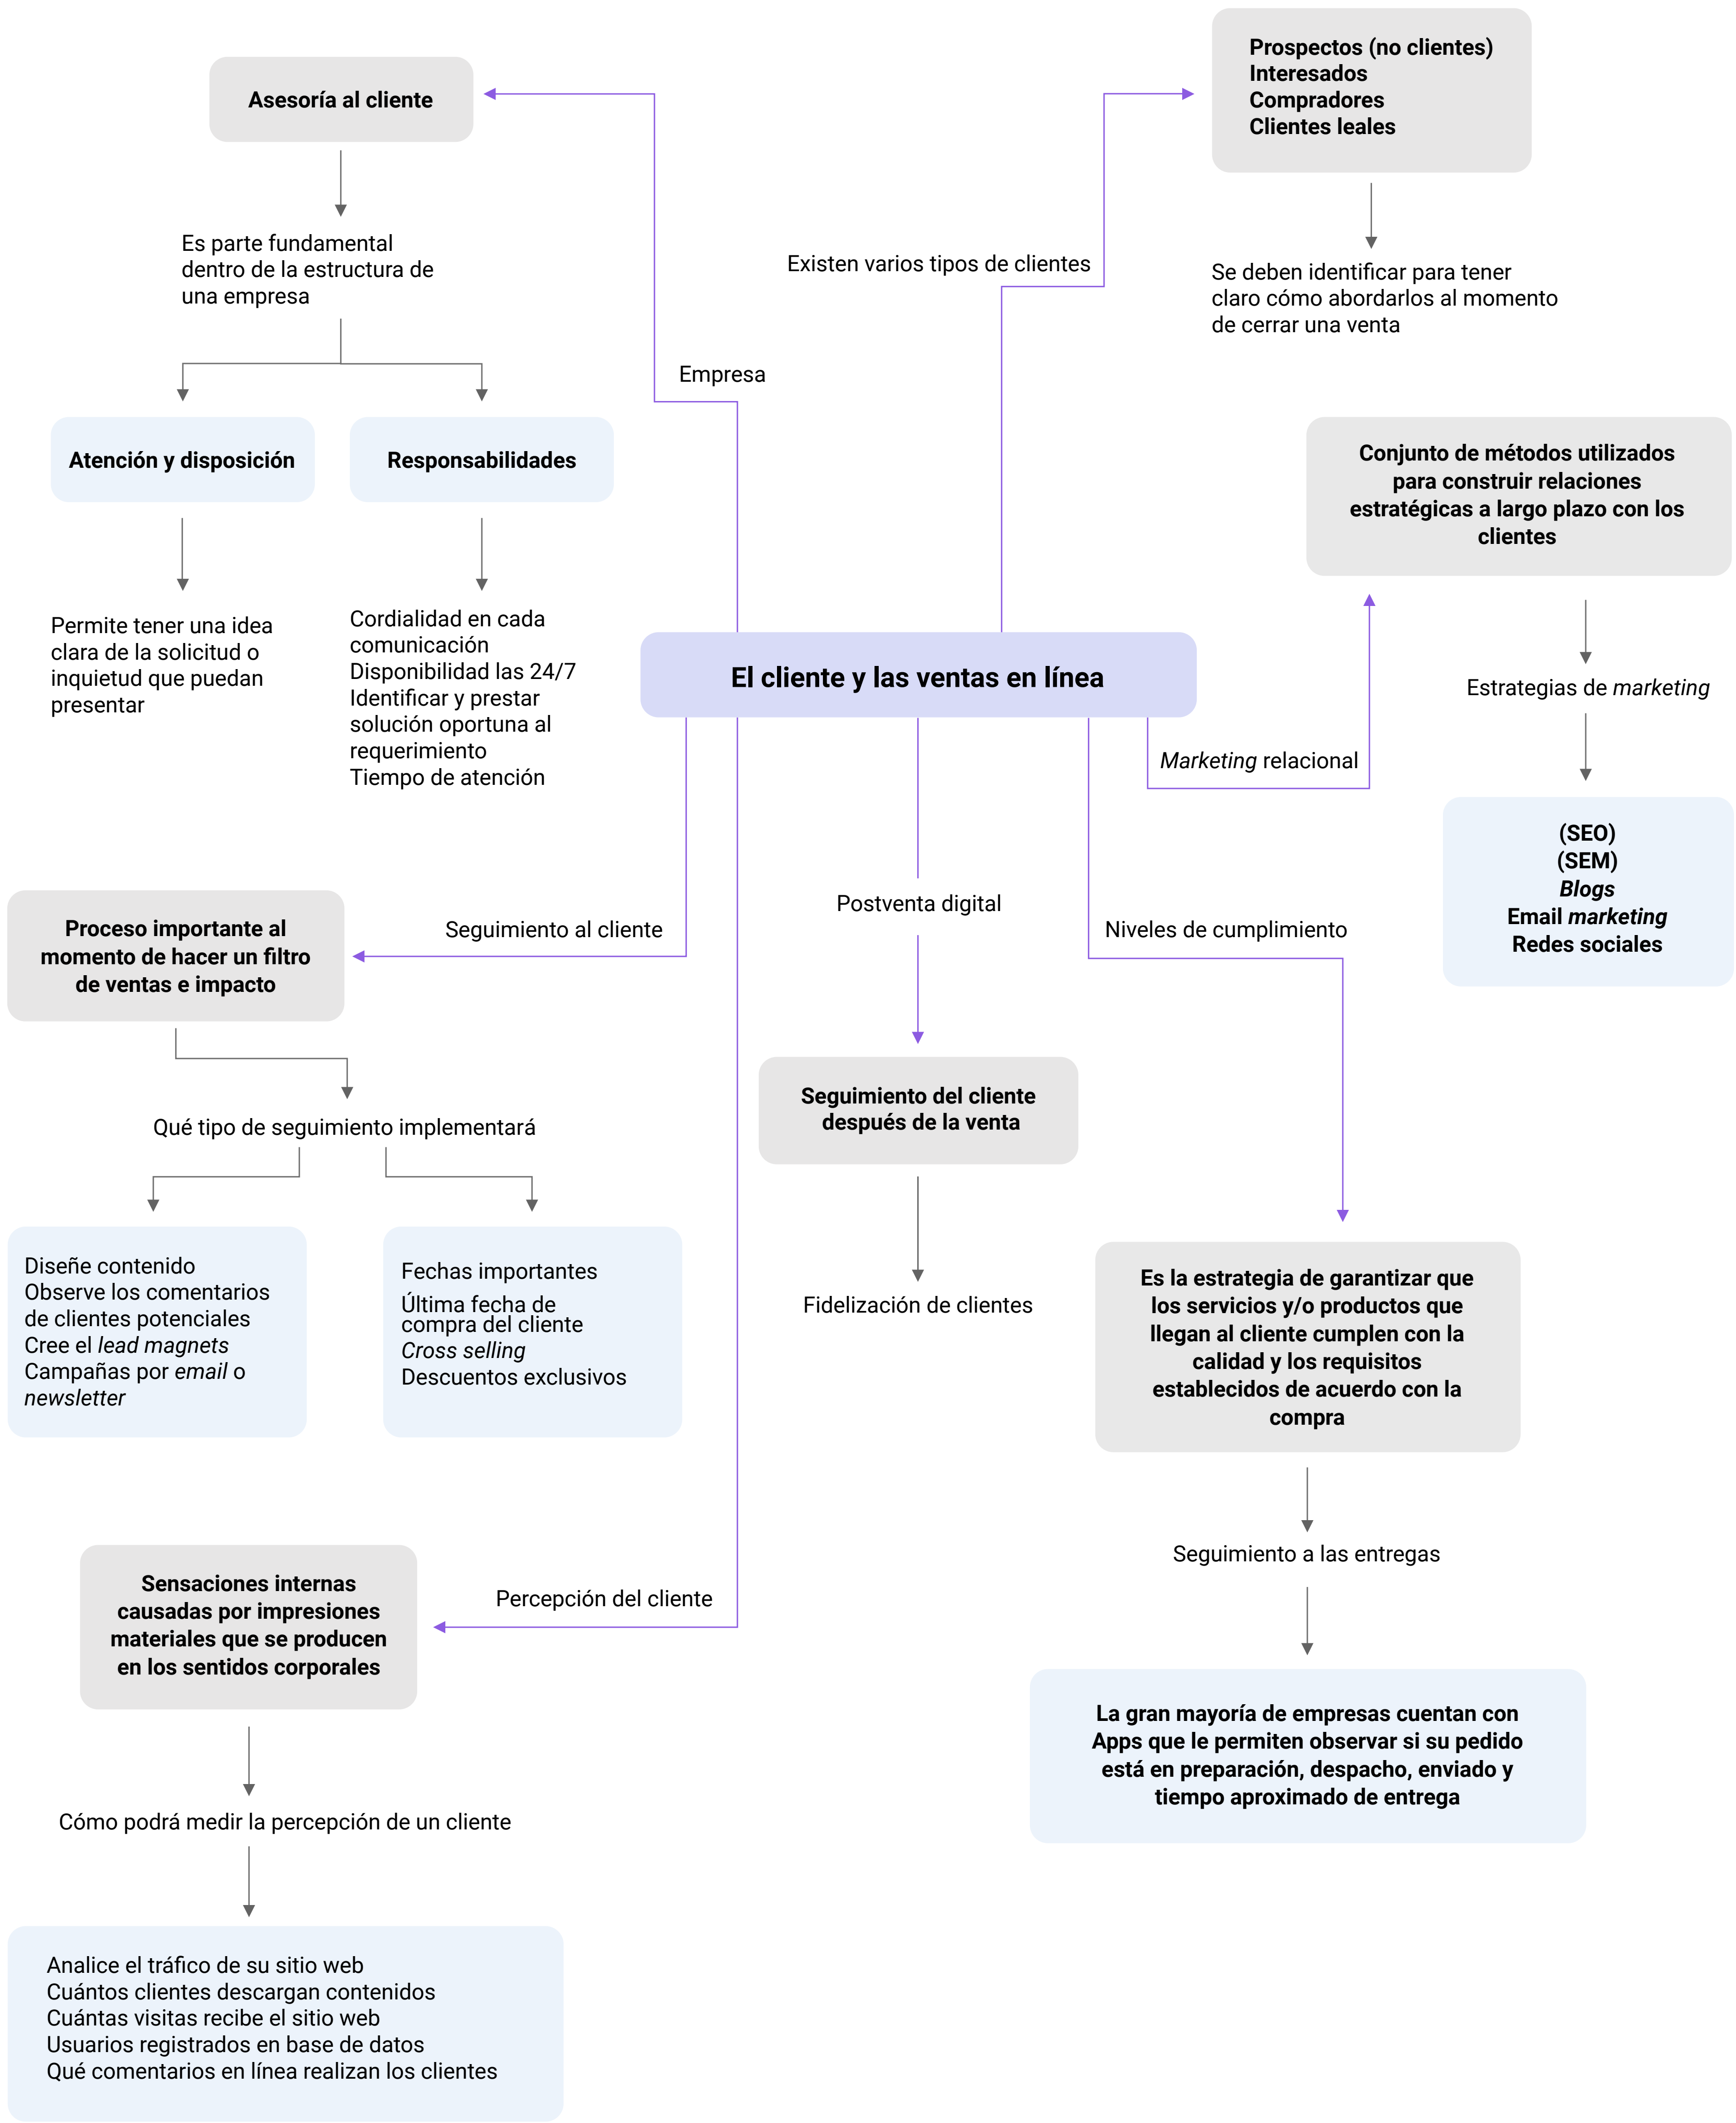 Asesoría al cliente
Es parte fundamental
dentro de la estructura de
una empresa
Atención y disposición
Permite tener una idea
clara de la solicitud o
inquietud que puedan
presentar
Responsabilidades
Cordialidad en cada
comunicación
Disponibilidad las 24/7
Identificar y prestar
solución oportuna al
requerimiento
Tiempo de atención
Empresa
Existen varios tipos de clientes
Prospectos (no clientes)
Interesados
Compradores
Clientes leales
Se deben identificar para tener
claro cómo abordarlos al momento
de cerrar una venta
El cliente y las ventas en línea
Marketing relacional
Conjunto de métodos utilizados
para construir relaciones
estratégicas a largo plazo con los
clientes
Estrategias de marketing
(SEO)
(SEM)
Blogs
Email marketing
Redes sociales
Seguimiento al cliente
Proceso importante al
momento de hacer un filtro
de ventas e impacto
Qué tipo de seguimiento implementará
Diseñe contenido
Observe los comentarios
de clientes potenciales
Cree el lead magnets
Campañas por email o
newsletter
Fechas importantes
Última fecha de
compra del cliente
Cross selling
Descuentos exclusivos
Postventa digital
Seguimiento del cliente
después de la venta
Fidelización de clientes
Niveles de cumplimiento
Es la estrategia de garantizar que
los servicios y/o productos que
llegan al cliente cumplen con la
calidad y los requisitos
establecidos de acuerdo con la
compra
Seguimiento a las entregas
La gran mayoría de empresas cuentan con
Apps que le permiten observar si su pedido
está en preparación, despacho, enviado y
tiempo aproximado de entrega
Percepción del cliente
Sensaciones internas
causadas por impresiones
materiales que se producen
en los sentidos corporales
Cómo podrá medir la percepción de un cliente
Analice el tráfico de su sitio web
Cuántos clientes descargan contenidos
Cuántas visitas recibe el sitio web
Usuarios registrados en base de datos
Qué comentarios en línea realizan los clientes